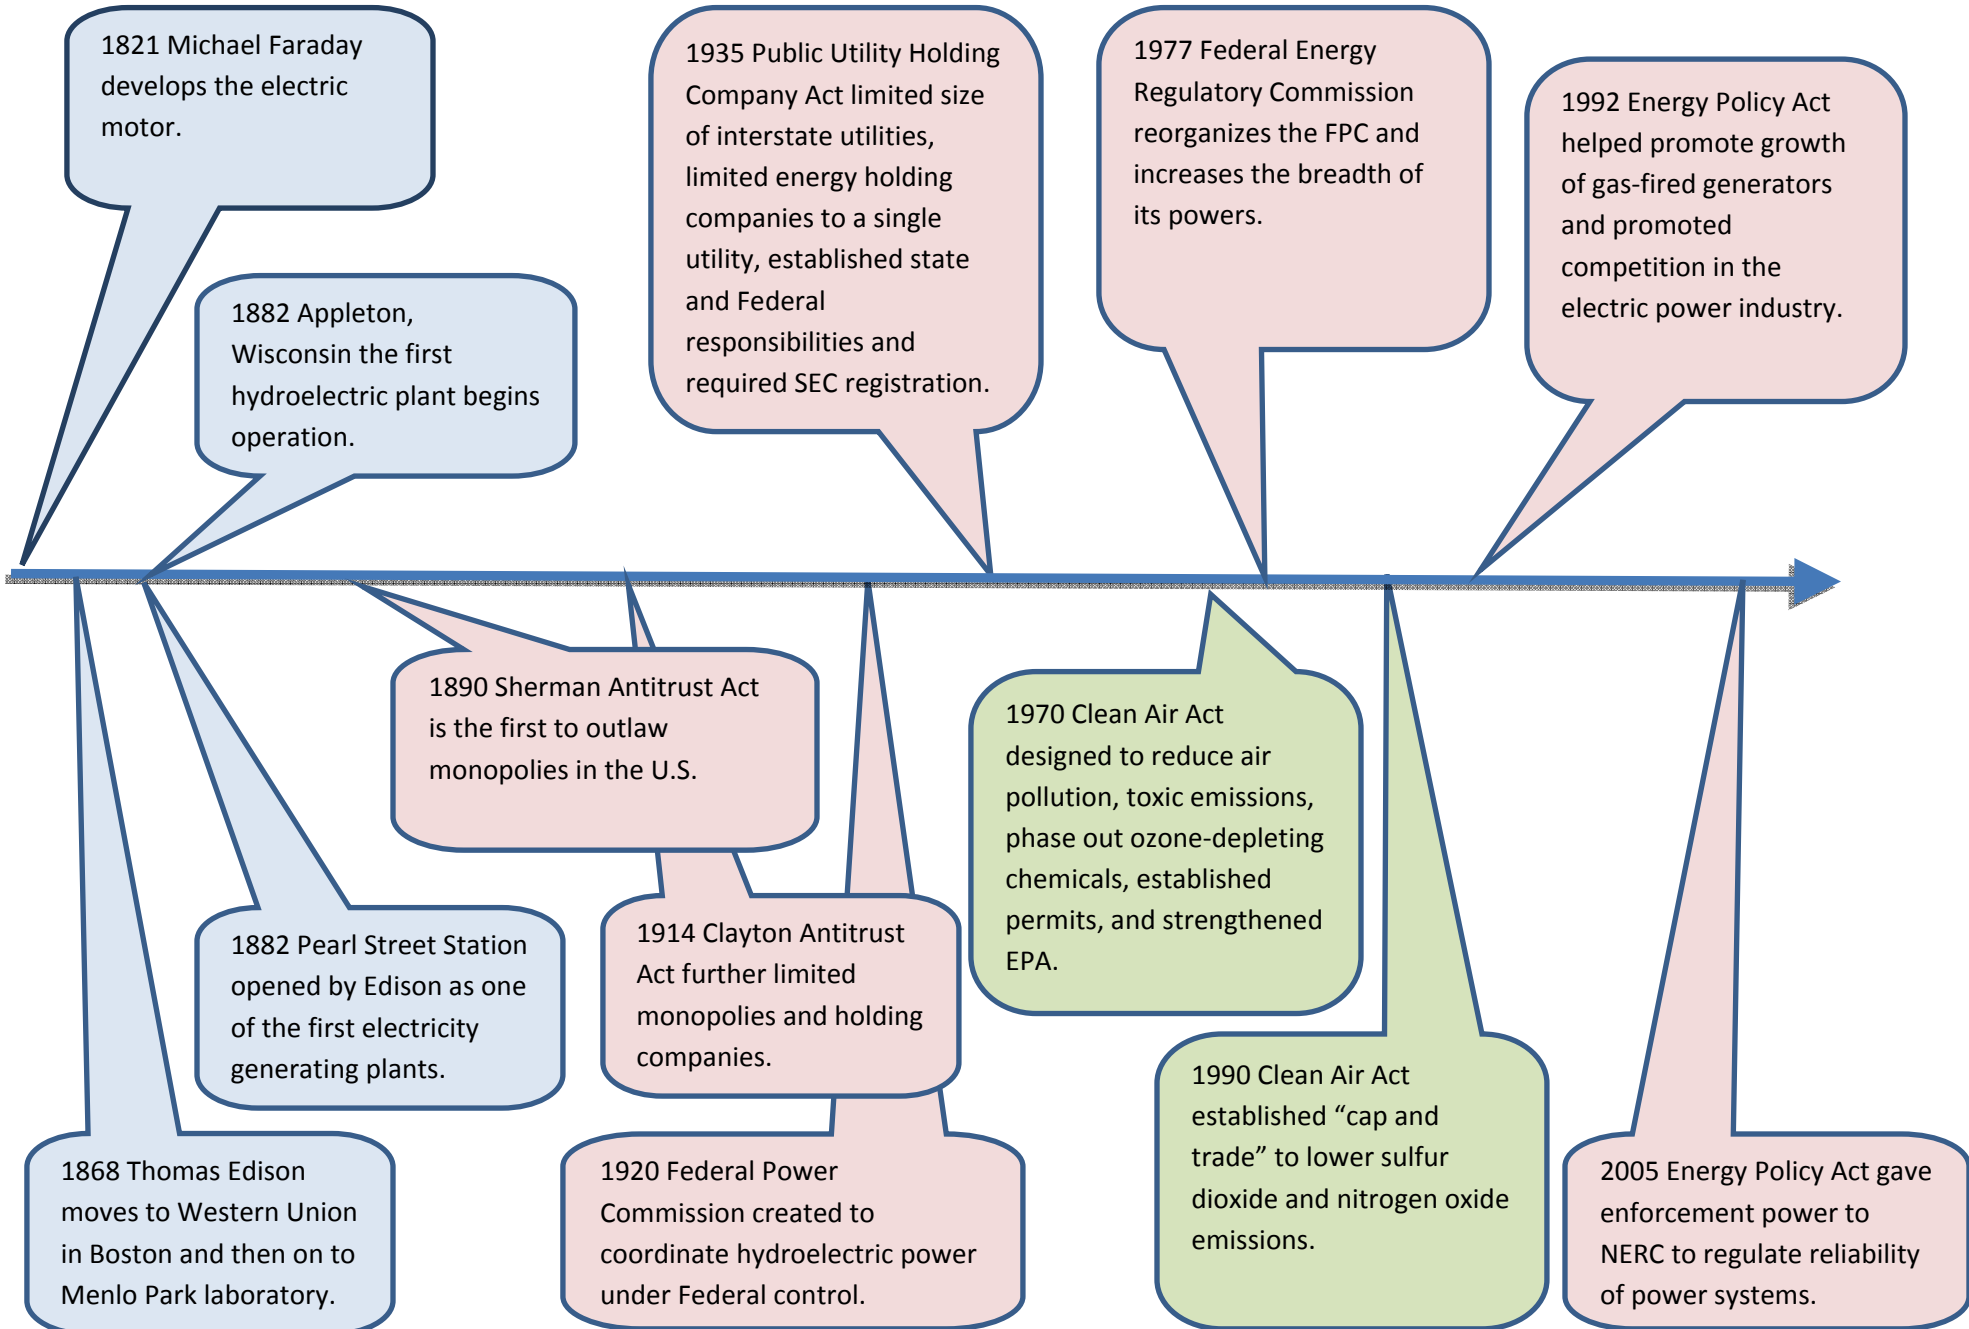 1821 Michael Faraday
develops the electric
motor.
1882 Appleton,
Wisconsin the first
hydroelectric plant begins
operation.
1935 Public Utility Holding
Company Act limited size
of interstate utilities,
limited energy holding
companies to a single
utility, established state
and Federal
responsibilities and
required SEC registration.
1977 Federal Energy
Regulatory Commission
reorganizes the FPC and
increases the breadth of
its powers.
1992 Energy Policy Act
helped promote growth
of gas-fired generators
and promoted
competition in the
electric power industry.
1890 Sherman Antitrust Act
is the first to outlaw
monopolies in the U.S.
1882 Pearl Street Station
opened by Edison as one
of the first electricity
generating plants.
1868 Thomas Edison
moves to Western Union
in Boston and then on to
Menlo Park laboratory.
1914 Clayton Antitrust
Act further limited
monopolies and holding
companies.
1920 Federal Power
Commission created to
coordinate hydroelectric power
under Federal control.
1970 Clean Air Act
designed to reduce air
pollution, toxic emissions,
phase out ozone-depleting
chemicals, established
permits, and strengthened
EPA.
1990 Clean Air Act
established “cap and
trade” to lower sulfur
dioxide and nitrogen oxide
emissions.
2005 Energy Policy Act gave
enforcement power to
NERC to regulate reliability
of power systems.